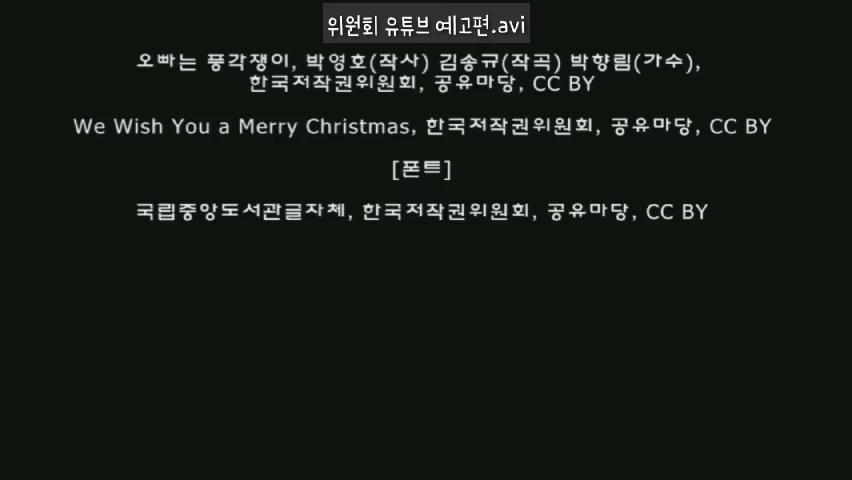 위원회 유튜브 예고편.avi
오빠는 풍각쟁이, 박영호(작사) 김송규(작곡) 박향림(가수),
한국저작권위원회, 공유마당, CC BY
We Wish You a Merry Christmas, 한국저작권위원회, 공유마당, CC BY
[폰트]
국립중앙도서관글자체, 한국저작권위원회, 공유마당, CC BY